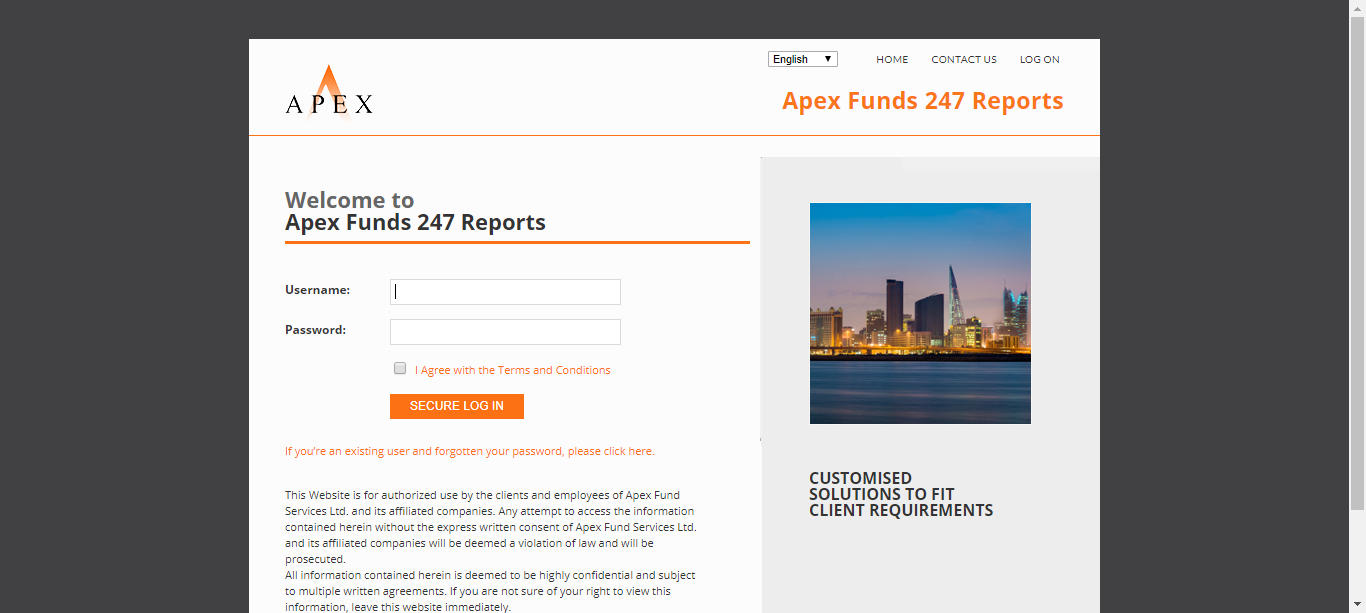 English
HOME
CONTACT US
LOG ON
APEX
Apex Funds 247 Reports
Welcome to
Apex Funds 247 Reports
Username:
Password:
I Agree with the Terms and Conditions
SECURE LOG IN
If you're an existing user and forgotten your password, please click here.
This Website is for authorized use by the clients and employees of Apex Fund
Services Ltd. and its affiliated companies. Any attempt to access the information
contained herein without the express written consent of Apex Fund Services Ltd.
and its affiliated companies will be deemed a violation of law and will be
prosecuted.
All information contained herein is deemed to be highly confidential and subject
to multiple written agreements. If you are not sure of your right to view this
information, leave this website immediately.
CUSTOMISED
SOLUTIONS TO FIT
CLIENT REQUIREMENTS